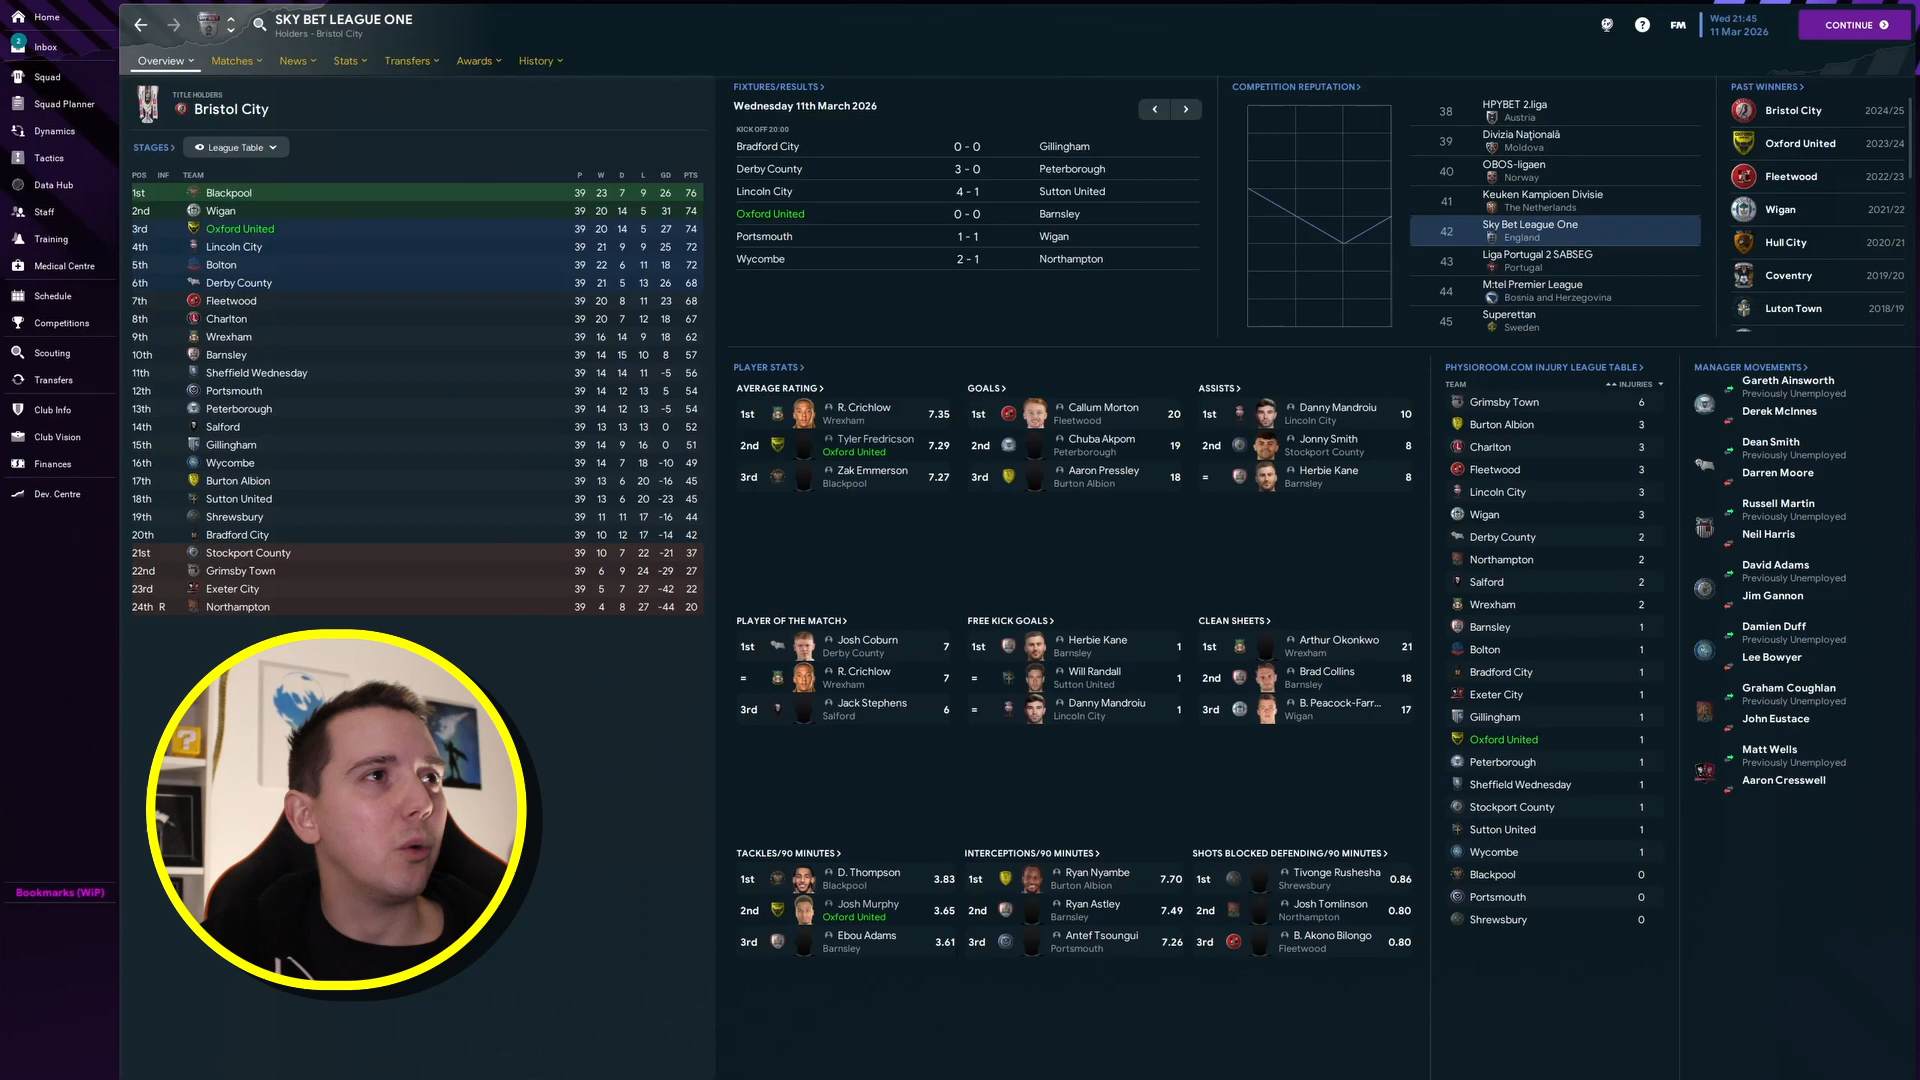 Home
Inbox
2
Squad
Squad Planner
Dynamics
Tactics
Data Hub
Staff
Training
Medical Centre
Schedule
Competitions
Scouting
Transfers
Club Info
Club Vision
Finances
Dev. Centre
Bookmarks (WiP)
SKY BET LEAGUE ONE
Holders - Bristol City
FM
Wed 21:45
11 Mar 2026
CONTINUE
Overview Matches News Stats Transfers Awards History
TITLE HOLDERS
Bristol City
STAGES League Table
POS INF TEAM P W D L GD PTS
1st Blackpool 39 23 7 9 26 76
2nd Wigan 39 20 14 5 31 74
3rd Oxford United 39 20 14 5 27 74
4th Lincoln City 39 21 9 9 25 72
5th Bolton 39 22 6 11 18 72
6th Derby County 39 21 5 13 26 68
7th Fleetwood 39 20 8 11 23 68
8th Charlton 39 20 7 12 18 67
9th Wrexham 39 16 14 9 18 62
10th Barnsley 39 14 15 10 8 57
11th Sheffield Wednesday 39 14 14 11 -5 56
12th Portsmouth 39 14 12 13 5 54
13th Peterborough 39 14 12 13 -5 54
14th Salford 39 13 13 13 0 52
15th Gillingham 39 14 9 16 0 51
16th Wycombe 39 14 7 18 -10 49
17th Burton Albion 39 13 6 20 -16 45
18th Sutton United 39 13 6 20 -23 45
19th Shrewsbury 39 11 11 17 -16 44
20th Bradford City 39 10 12 17 -14 42
21st Stockport County 39 10 7 22 -21 37
22nd Grimsby Town 39 6 9 24 -29 27
23rd Exeter City 39 5 7 27 -42 22
24th R Northampton 39 4 8 27 -44 20
FIXTURES/RESULTS
Wednesday 11th March 2026
KICK OFF 20:00
Bradford City 0 - 0 Gillingham
Derby County 3 - 0 Peterborough
Lincoln City 4 - 1 Sutton United
Oxford United 0 - 0 Barnsley
Portsmouth 1 - 1 Wigan
Wycombe 2 - 1 Northampton
COMPETITION REPUTATION
38 HPYBET 2.liga
Austria
39 Divizia Naţională
Moldova
40 OBOS-ligaen
Norway
41 Keuken Kampioen Divisie
The Netherlands
42 Sky Bet League One
England
43 Liga Portugal 2 SABSEG
Portugal
44 M:tel Premier League
Bosnia and Herzegovina
45 Superettan
Sweden
PAST WINNERS
Bristol City 2024/25
Oxford United 2023/24
Fleetwood 2022/23
Wigan 2021/22
Hull City 2020/21
Coventry 2019/20
Luton Town 2018/19
PLAYER STATS
AVERAGE RATING
1st R. Crichlow 7.35
Wrexham
2nd Tyler Fredricson 7.29
Oxford United
3rd Zak Emmerson 7.27
Blackpool
GOALS
1st Callum Morton 20
Fleetwood
2nd Chuba Akpom 19
Peterborough
3rd Aaron Pressley 18
Burton Albion
ASSISTS
1st Danny Mandroiu 10
Lincoln City
2nd Jonny Smith 8
Stockport County
= Herbie Kane 8
Barnsley
PLAYER OF THE MATCH
1st Josh Coburn 7
Derby County
= R. Crichlow 7
Wrexham
3rd Jack Stephens 6
Salford
FREE KICK GOALS
1st Herbie Kane 1
Barnsley
= Will Randall 1
Sutton United
= Danny Mandroiu 1
Lincoln City
CLEAN SHEETS
1st Arthur Okonkwo 21
Wrexham
2nd Brad Collins 18
Barnsley
3rd B. Peacock-Farr... 17
Wigan
TACKLES/90 MINUTES
1st D. Thompson 3.83
Blackpool
2nd Josh Murphy 3.65
Oxford United
3rd Ebou Adams 3.61
Barnsley
INTERCEPTIONS/90 MINUTES
1st Ryan Nyambe 7.70
Burton Albion
2nd Ryan Astley 7.49
Barnsley
3rd Antef Tsoungui 7.26
Portsmouth
SHOTS BLOCKED DEFENDING/90 MINUTES
1st Tivonge Rushesha 0.86
Shrewsbury
2nd Josh Tomlinson 0.80
Northampton
3rd B. Akono Bilongo 0.80
Fleetwood
PHYSIOROOM.COM INJURY LEAGUE TABLE
TEAM INJURIES
Grimsby Town 6
Burton Albion 3
Charlton 3
Fleetwood 3
Lincoln City 3
Wigan 3
Derby County 2
Northampton 2
Salford 2
Wrexham 2
Barnsley 1
Bolton 1
Bradford City 1
Exeter City 1
Gillingham 1
Oxford United 1
Peterborough 1
Sheffield Wednesday 1
Stockport County 1
Sutton United 1
Wycombe 1
Blackpool 0
Portsmouth 0
Shrewsbury 0
MANAGER MOVEMENTS
Gareth Ainsworth
Previously Unemployed
Derek McInnes
Dean Smith
Previously Unemployed
Darren Moore
Russell Martin
Previously Unemployed
Neil Harris
David Adams
Previously Unemployed
Jim Gannon
Damien Duff
Previously Unemployed
Lee Bowyer
Graham Coughlan
Previously Unemployed
John Eustace
Matt Wells
Previously Unemployed
Aaron Cresswell